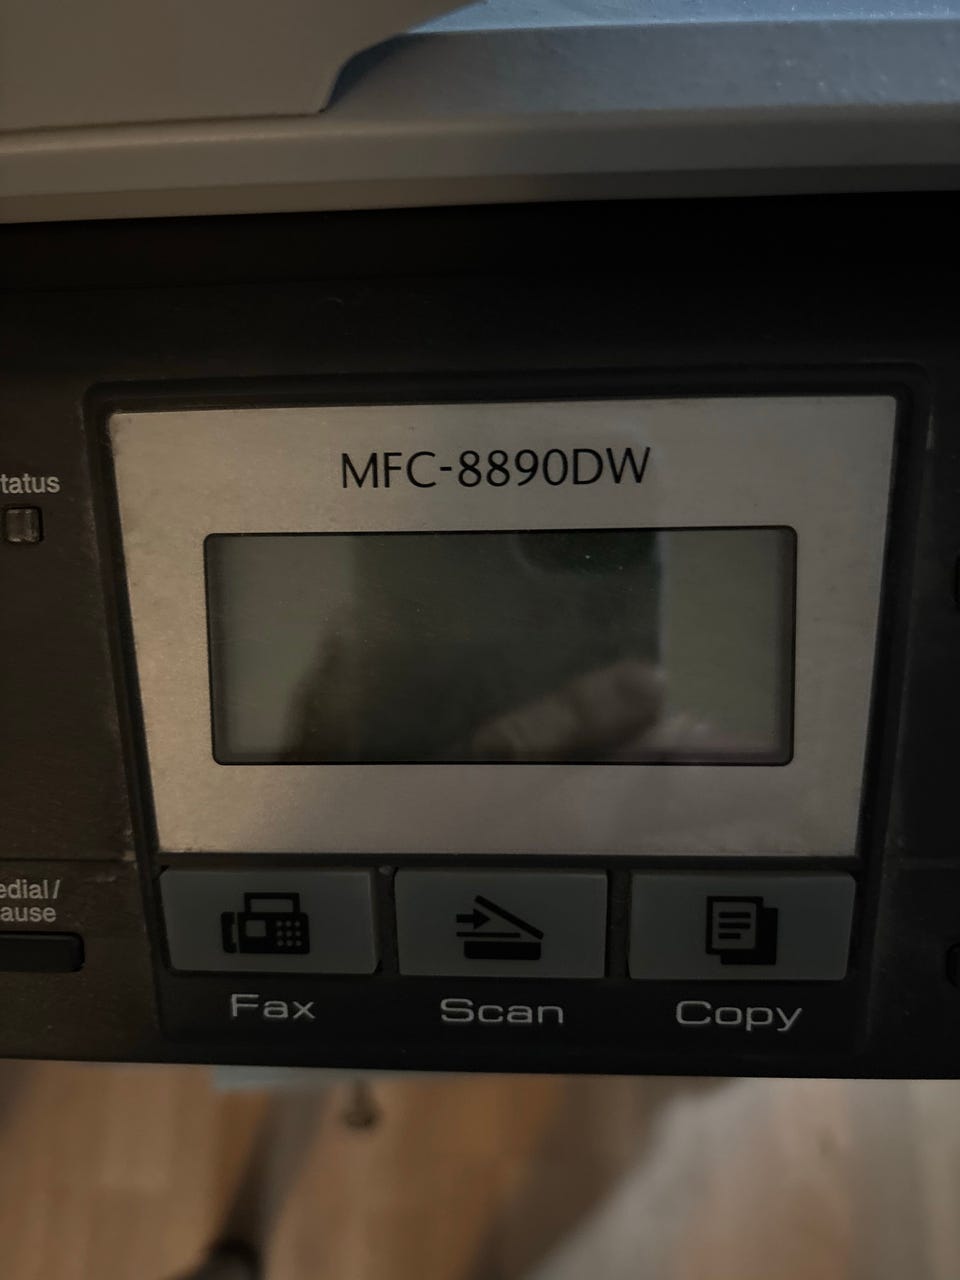 MFC-8890DW
tatus
edial/
ause
Fax
Scan
Copy